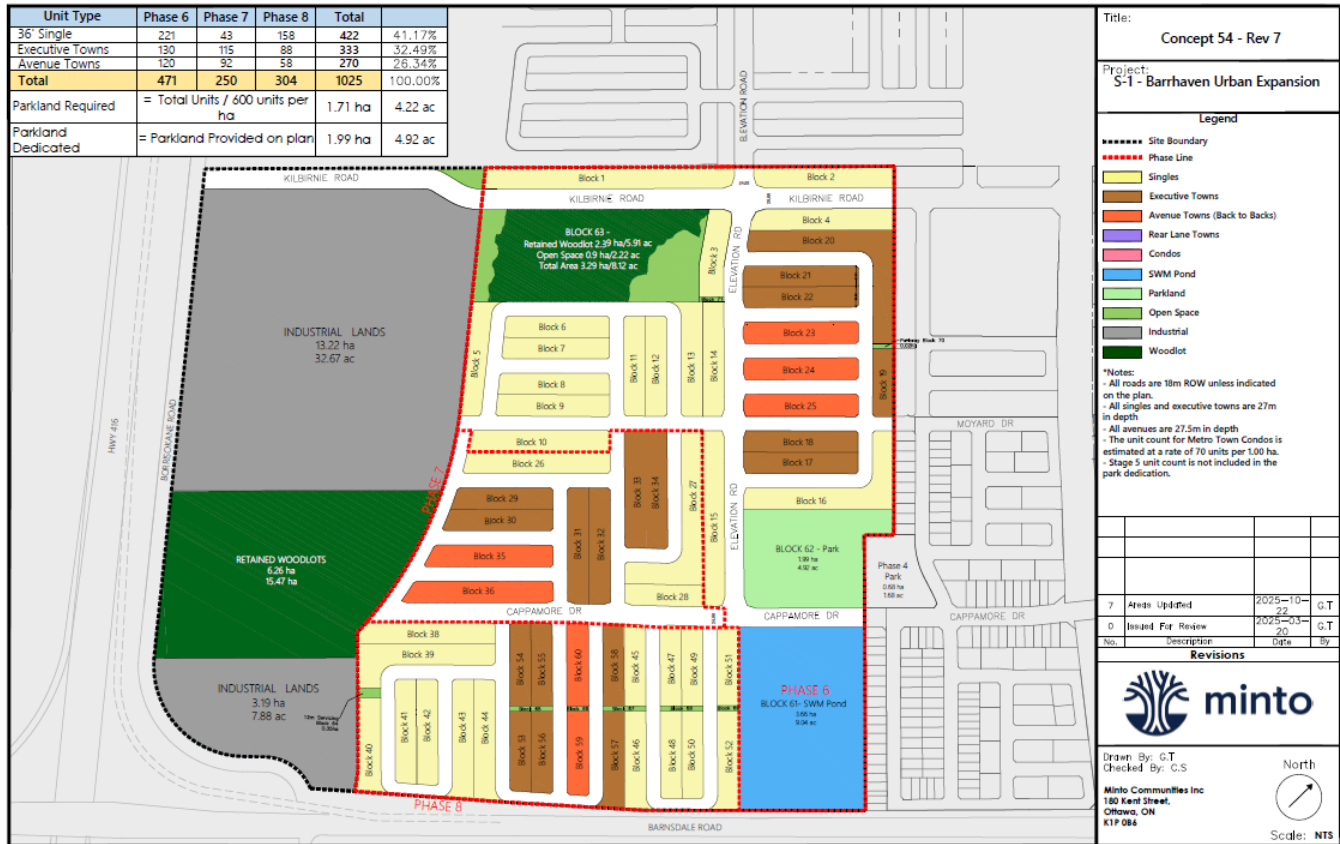 Unit Type Phase 6 Phase 7 Phase 8 Total
36' Single 221 43 158 422 41.17%
Executive Towns 130 115 88 333 32.49%
Avenue Towns 120 92 58 270 26.34%
Total 471 250 304 1025 100.00%
Parkland Required = Total Units / 600 units per ha 1.71 ha 4.22 ac
Parkland Dedicated = Parkland Provided on plan 1.99 ha 4.92 ac
Title:
Concept 54 - Rev 7
Project:
S-1 - Barrhaven Urban Expansion
Legend
Site Boundary
Phase Line
Singles
Executive Towns
Avenue Towns (Back to Backs)
Rear Lane Towns
Condos
SWM Pond
Parkland
Open Space
Industrial
Woodlot
*Notes:
- All roads are 18m ROW unless indicated
on the plan.
- All singles and executive towns are 27m
in depth
- All avenues are 27.5m in depth
- The unit count for Metro Town Condos is
estimated at a rate of 70 units per 1.00 ha.
- Stage 5 unit count is not included in the
park dedication.
7 Areas Updated 2025-10-22 G.T
0 Issued For Review 2025-03-20 G.T
No. Description Date By
Revisions
minto
Drawn By: G.T
Checked By: C.S
Minto Communities Inc
180 Kent Street,
Ottawa, ON
K1P 0B6
North
Scale: NTS
ELEVATION ROAD
KILBIRNIE ROAD
Block 1
Block 2
KILBIRNIE ROAD
KILBIRNIE ROAD
BLOCK 63 -
Retained Woodlot 2.39 ha/5.91 ac
Open Space 0.9 ha/2.22 ac
Total Area 3.29 ha/8.12 ac
Block 3
ELEVATION RD
Block 4
Block 20
Block 21
Block 22
Block 23
Block 24
Block 25
Block 19
Pathway Block 70
INDUSTRIAL LANDS
13.22 ha
32.67 ac
Block 5
Block 6
Block 7
Block 8
Block 9
Block 11
Block 12
Block 13
Block 14
HWY 416
BORRISOKANE ROAD
PHASE 7
Block 10
Block 26
Block 33
Block 34
Block 27
Block 15
ELEVATION RD
Block 18
Block 17
Block 16
MOYARD DR
Block 29
Block 30
Block 31
Block 32
Block 35
Block 36
Block 28
BLOCK 62 - Park
1.99 ha
4.92 ac
Phase 4
Park
0.68 ha
1.68 ac
RETAINED WOODLOTS
6.26 ha
15.47 ac
CAPPAMORE DR
CAPPAMORE DR
CAPPAMORE DR
Block 38
Block 39
Block 54
Block 55
Block 60
Block 58
Block 45
Block 47
Block 49
Block 51
INDUSTRIAL LANDS
3.19 ha
7.88 ac
Block 40
Block 41
Block 42
Block 43
Block 44
Block 53
Block 56
Block 59
Block 57
Block 46
Block 48
Block 50
Block 52
PHASE 6
BLOCK 61- SWM Pond
PHASE 8
BARNSDALE ROAD